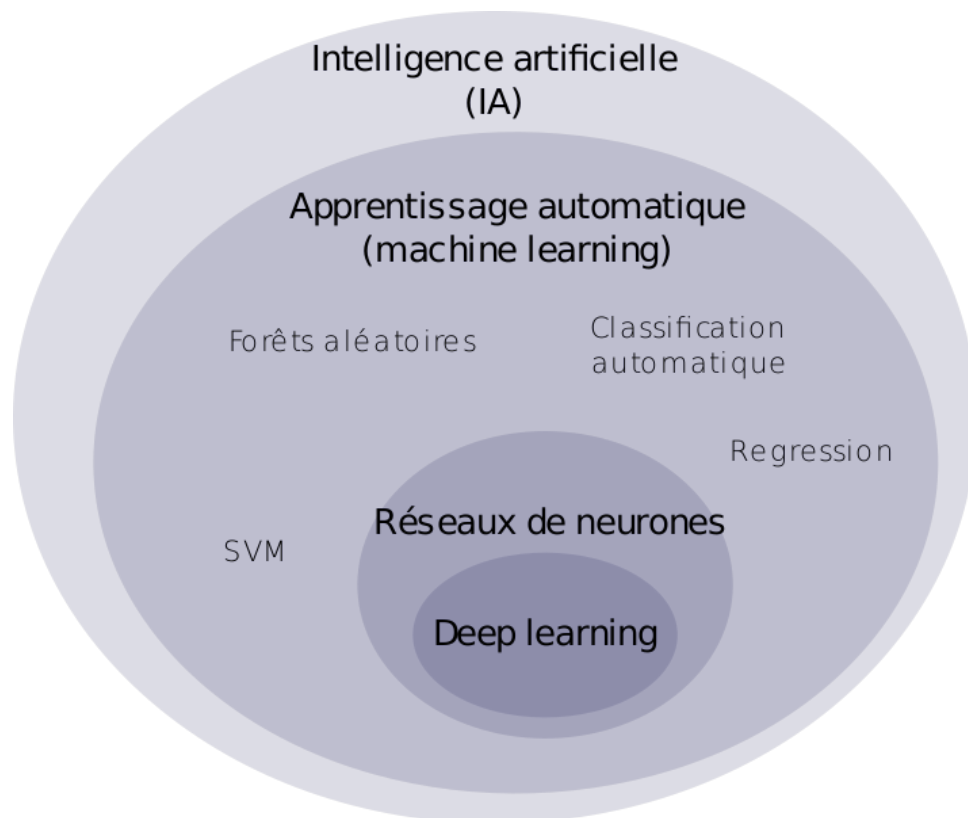 Intelligence artificielle
(IA)
Apprentissage automatique
(machine learning)
Forêts aléatoires
Classification
automatique
Regression
Réseaux de neurones
SVM
Deep learning